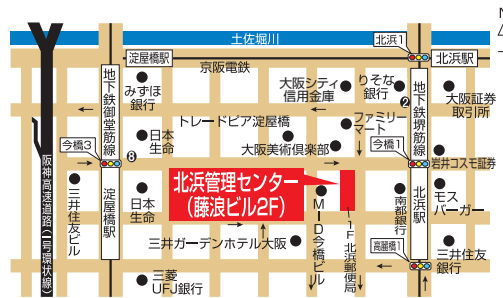 N
土佐堀川
北浜1
淀屋橋駅
北浜駅
京阪電鉄
みずほ
銀行
大阪シティ
信用金庫
りそな
銀行
❷
大阪証券
取引所
地下鉄御堂筋線
地下鉄堺筋線
トレードピア淀屋橋
ファミリー
マート
今橋3
❽
日本
生命
大阪美術倶楽部
今橋1
岩井コスモ証券
阪神高速道路(1号環状線)
三井住友ビル
淀屋橋駅
日本
生命
北浜管理センター
(藤浪ビル2F)
MID今橋ビル
1F北浜郵便局
南都銀行
北浜駅
モス
バーガー
三井ガーデンホテル大阪
高麗橋1
三井住友
銀行
三菱
UFJ銀行